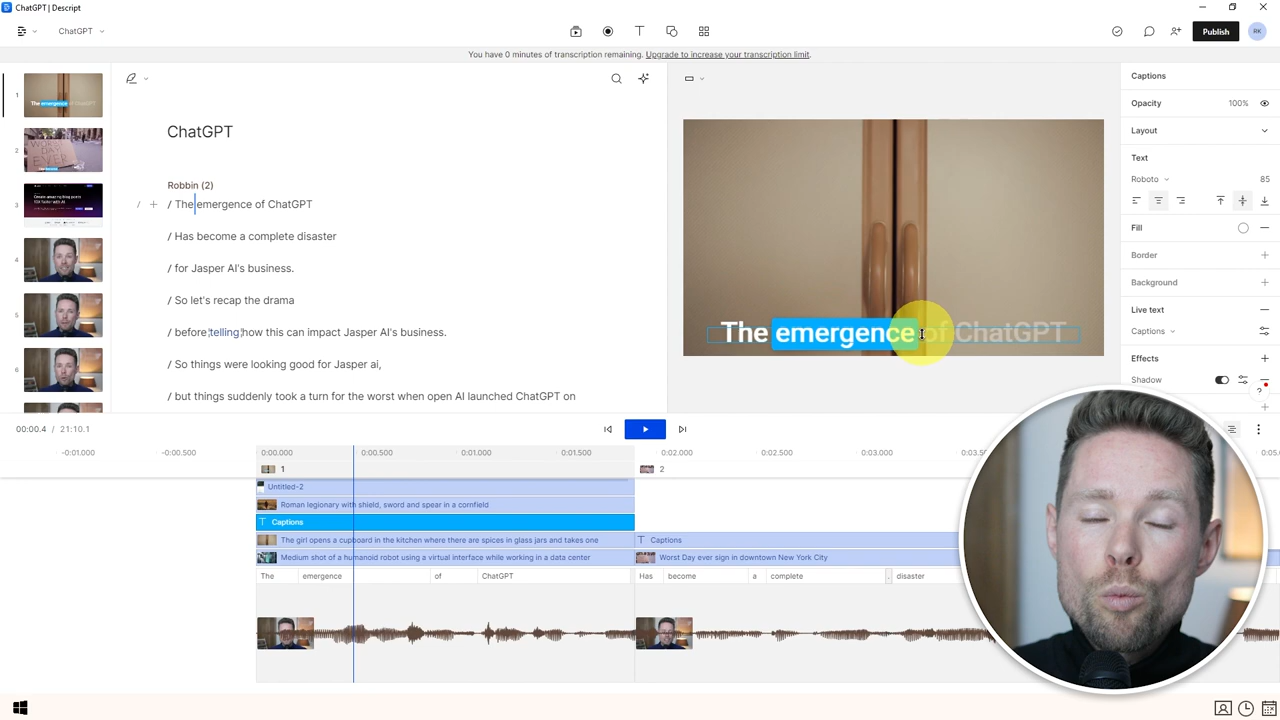 ChatGPT | Descript
ChatGPT
Publish
RK
You have 0 minutes of transcription remaining. Upgrade to increase your transcription limit.
1
2
3
4
5
6
ChatGPT
Robbin (2)
/ + / The emergence of ChatGPT
/ Has become a complete disaster
/ for Jasper AI's business.
/ So let's recap the drama
/ before telling how this can impact Jasper AI's business.
/ So things were looking good for Jasper ai,
/ but things suddenly took a turn for the worst when open AI launched ChatGPT on
The emergence of ChatGPT
Captions
Opacity 100%
Layout
Text
Roboto 85
Fill
Border
Background
Live text
Captions
Effects
Shadow
?
00:00.4 / 21:10.1
-0:01.000 -0:00.500 0:00.000 0:00.500 0:01.000 0:01.500 0:02.000 0:02.500 0:03.000
1 2
Untitled-2
Roman legionary with shield, sword and spear in a cornfield
Captions
The girl opens a cupboard in the kitchen where there are spices in glass jars and takes one
Captions
Medium shot of a humanoid robot using a virtual interface while working in a data center
Worst Day ever sign in downtown New York City
The emergence of ChatGPT Has become a complete . disaster